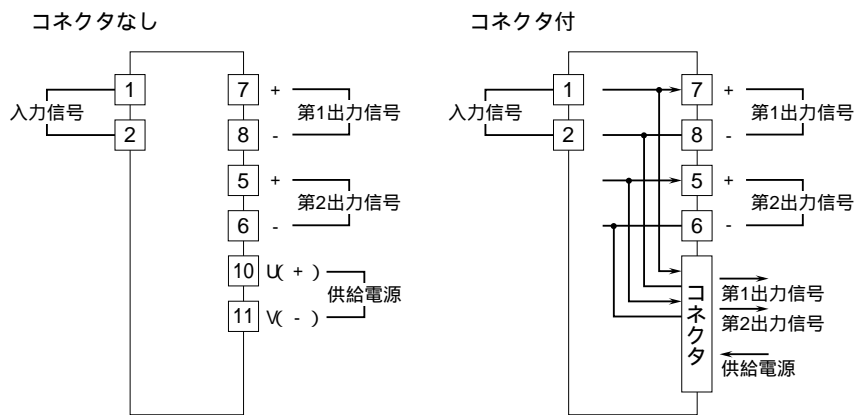 コネクタなし
1
7 +
入力信号
第1出力信号
2
8 -
5 +
第2出力信号
6 -
10 U( + )
供給電源
11 V( - )
コネクタ付
1
7 +
入力信号
第1出力信号
2
8 -
5 +
第2出力信号
6 -
コネクタ
第1出力信号
第2出力信号
供給電源